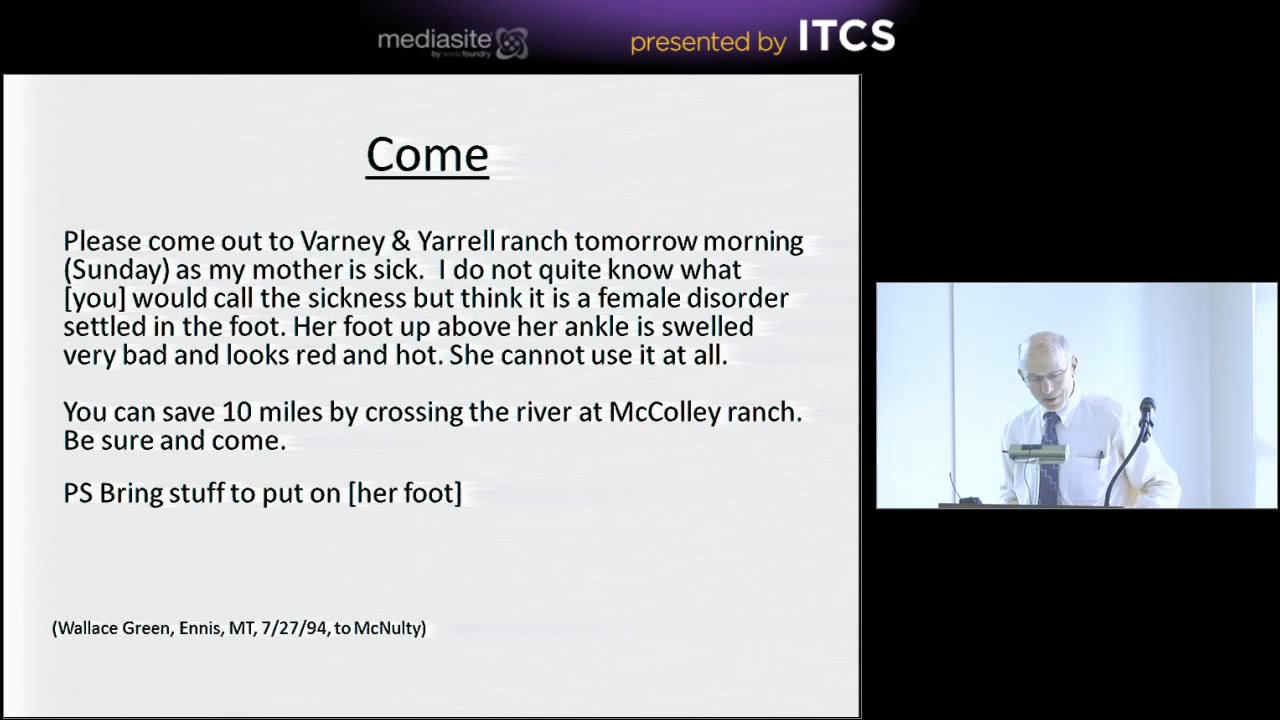 mediasite
by sonicfoundry
presented by ITCS
Come
Please come out to Varney & Yarrell ranch tomorrow morning
(Sunday) as my mother is sick. I do not quite know what
[you] would call the sickness but think it is a female disorder
settled in the foot. Her foot up above her ankle is swelled
very bad and looks red and hot. She cannot use it at all.
You can save 10 miles by crossing the river at McColley ranch.
Be sure and come.
PS Bring stuff to put on [her foot]
(Wallace Green, Ennis, MT, 7/27/94, to McNulty)